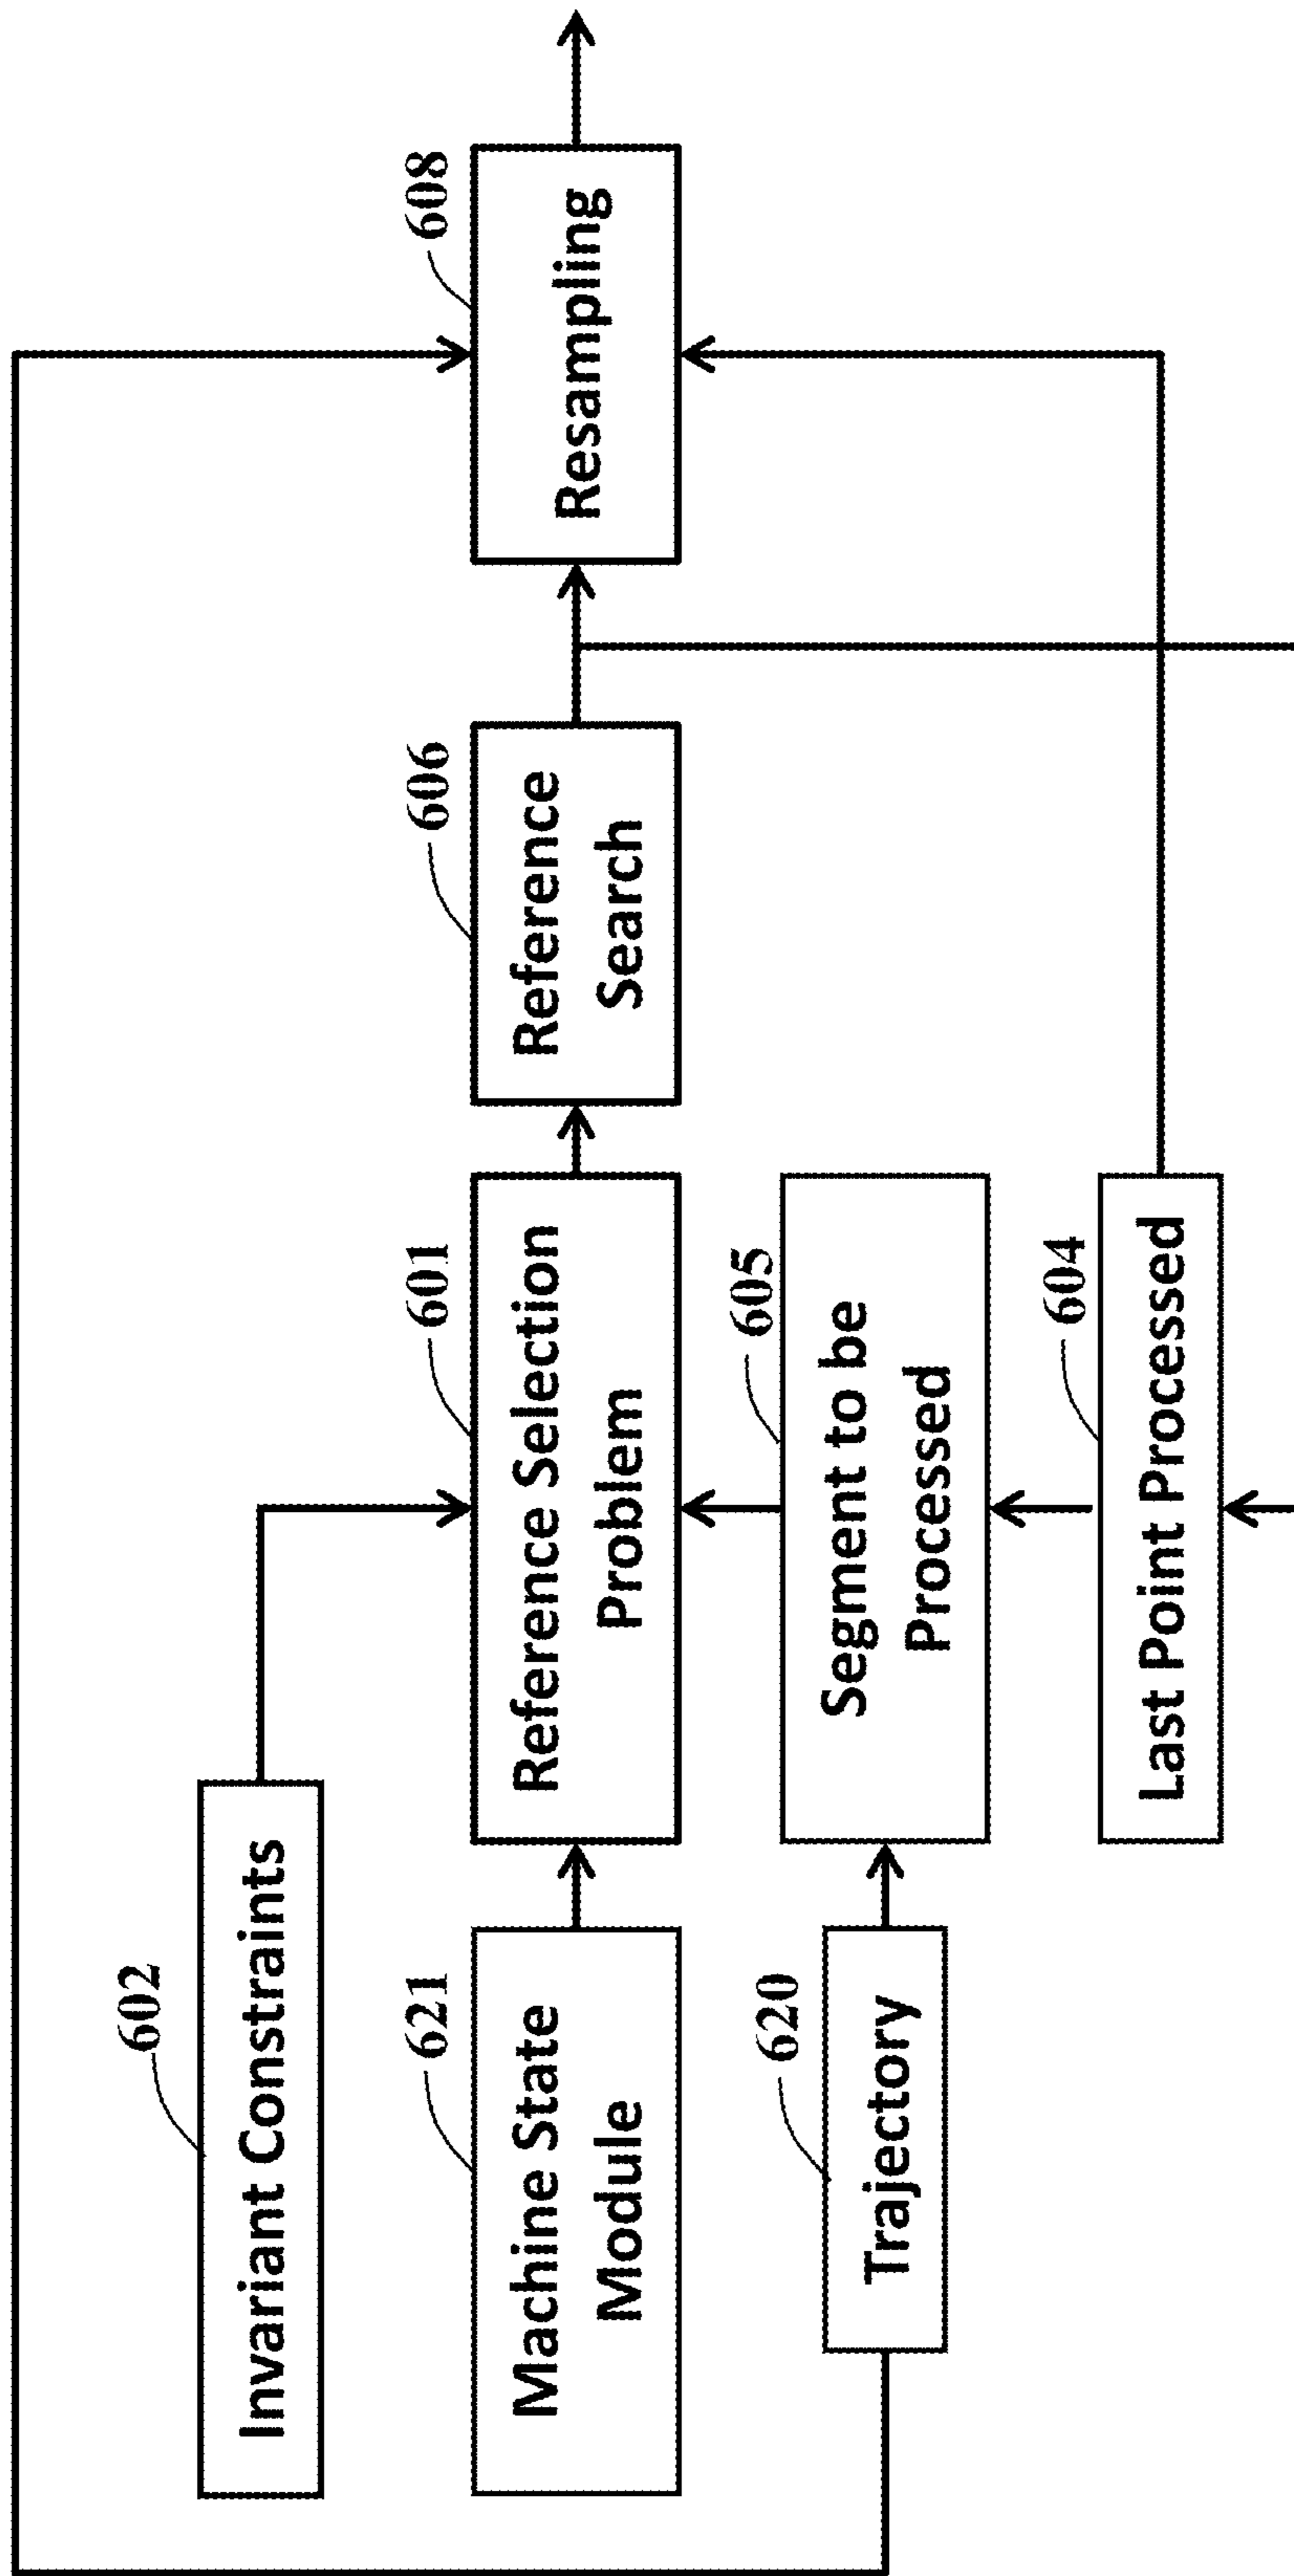 602
Invariant Constraints
621
Machine State
Module
601
Reference Selection
Problem
606
Reference
Search
608
Resampling
620
Trajectory
605
Segment to be
Processed
604
Last Point Processed